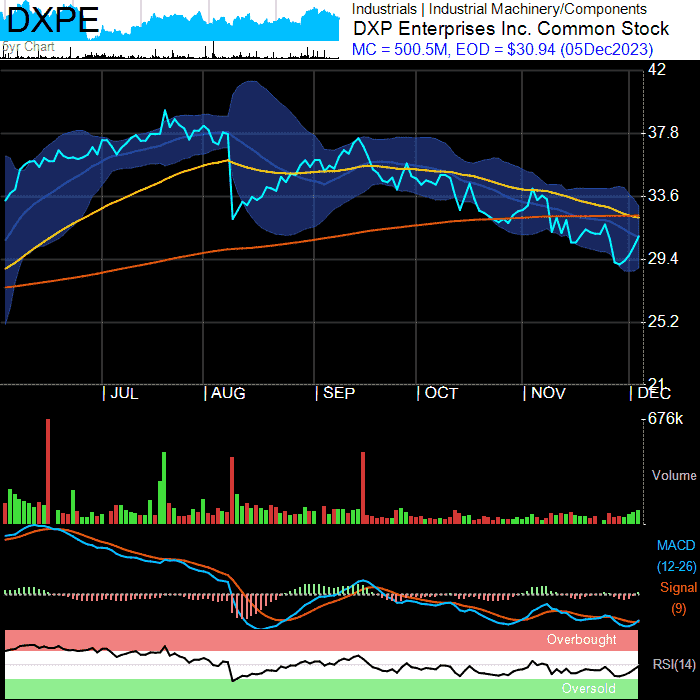 DXPE
5yr Chart
Industrials | Industrial Machinery/Components
DXP Enterprises Inc. Common Stock
MC = 500.5M, EOD = $30.94 (05Dec2023)
42
37.8
33.6
29.4
25.2
21
JUL
AUG
SEP
OCT
NOV
DEC
676k
Volume
MACD
(12-26)
Signal
(9)
Overbought
RSI(14)
Oversold